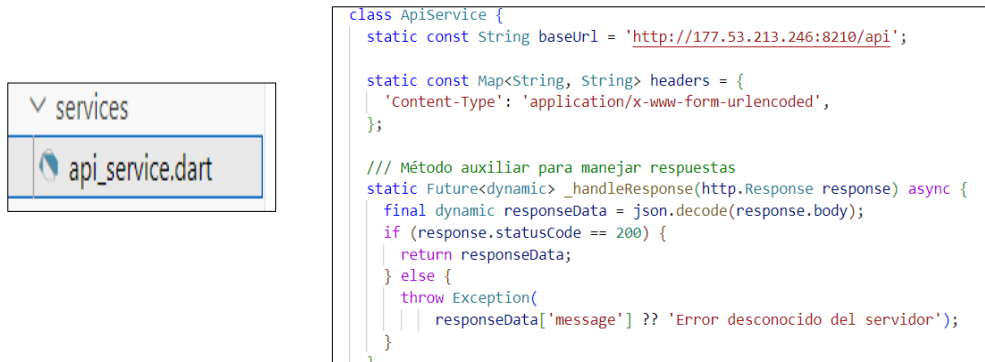 services
api_service.dart
class ApiService {
static const String baseUrl = 'http://177.53.213.246:8210/api';
static const Map<String, String> headers = {
'Content-Type': 'application/x-www-form-urlencoded',
};
/// Método auxiliar para manejar respuestas
static Future<dynamic> _handleResponse(http.Response response) async {
final dynamic responseData = json.decode(response.body);
if (response.statusCode == 200) {
return responseData;
} else {
throw Exception(
responseData['message'] ?? 'Error desconocido del servidor');
}
}